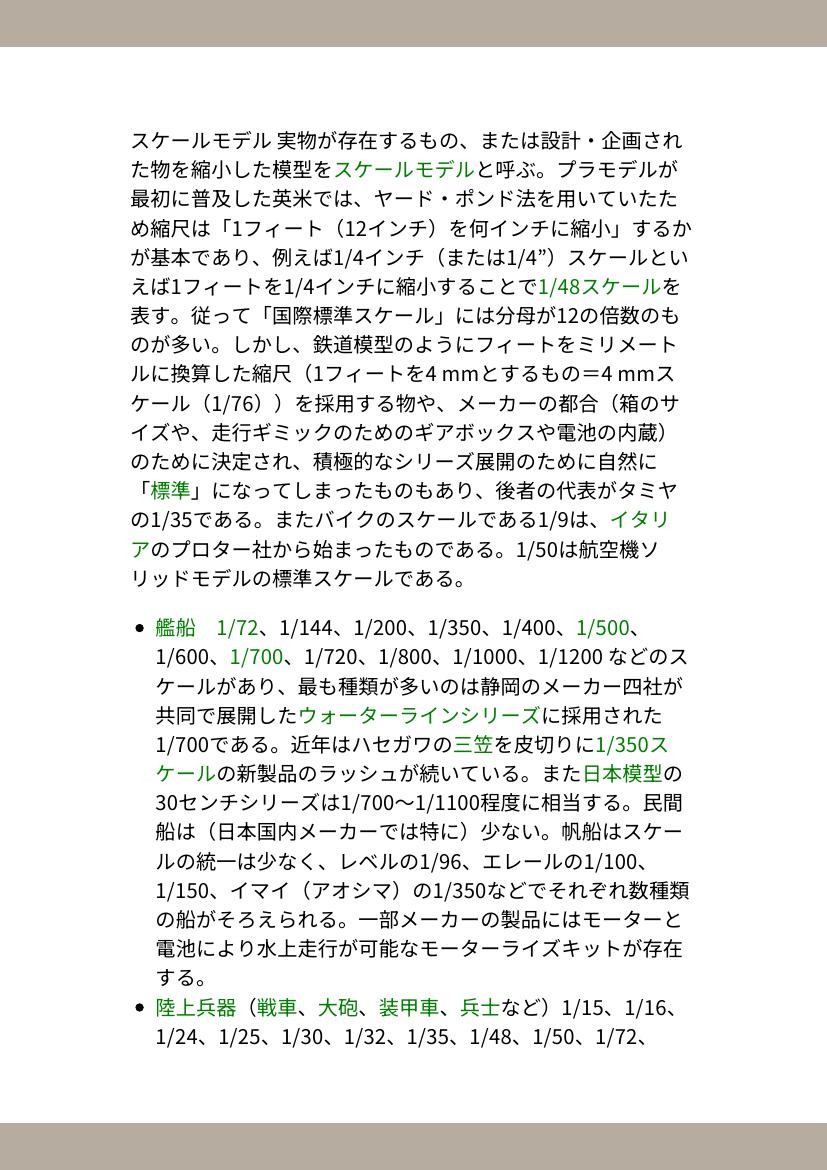 スケールモデル 実物が存在するもの、または設計・企画され
た物を縮小した模型をスケールモデルと呼ぶ。プラモデルが
最初に普及した英米では、ヤード・ポンド法を用いていたた
め縮尺は「1フィート（12インチ）を何インチに縮小」するか
が基本であり、例えば1/4インチ（または1/4”）スケールとい
えば1フィートを1/4インチに縮小することで1/48スケールを
表す。従って「国際標準スケール」には分母が12の倍数のも
のが多い。しかし、鉄道模型のようにフィートをミリメート
ルに換算した縮尺（1フィートを4 mmとするもの＝4 mmス
ケール（1/76））を採用する物や、メーカーの都合（箱のサ
イズや、走行ギミックのためのギアボックスや電池の内蔵）
のために決定され、積極的なシリーズ展開のために自然に
「標準」になってしまったものもあり、後者の代表がタミヤ
の1/35である。またバイクのスケールである1/9は、イタリ
アのプロター社から始まったものである。1/50は航空機ソ
リッドモデルの標準スケールである。
• 艦船　1/72、1/144、1/200、1/350、1/400、1/500、
1/600、1/700、1/720、1/800、1/1000、1/1200 などのス
ケールがあり、最も種類が多いのは静岡のメーカー四社が
共同で展開したウォーターラインシリーズに採用された
1/700である。近年はハセガワの三笠を皮切りに1/350ス
ケールの新製品のラッシュが続いている。また日本模型の
30センチシリーズは1/700〜1/1100程度に相当する。民間
船は（日本国内メーカーでは特に）少ない。帆船はスケー
ルの統一は少なく、レベルの1/96、エレールの1/100、
1/150、イマイ（アオシマ）の1/350などでそれぞれ数種類
の船がそろえられる。一部メーカーの製品にはモーターと
電池により水上走行が可能なモーターライズキットが存在
する。
• 陸上兵器（戦車、大砲、装甲車、兵士など）1/15、1/16、
1/24、1/25、1/30、1/32、1/35、1/48、1/50、1/72、